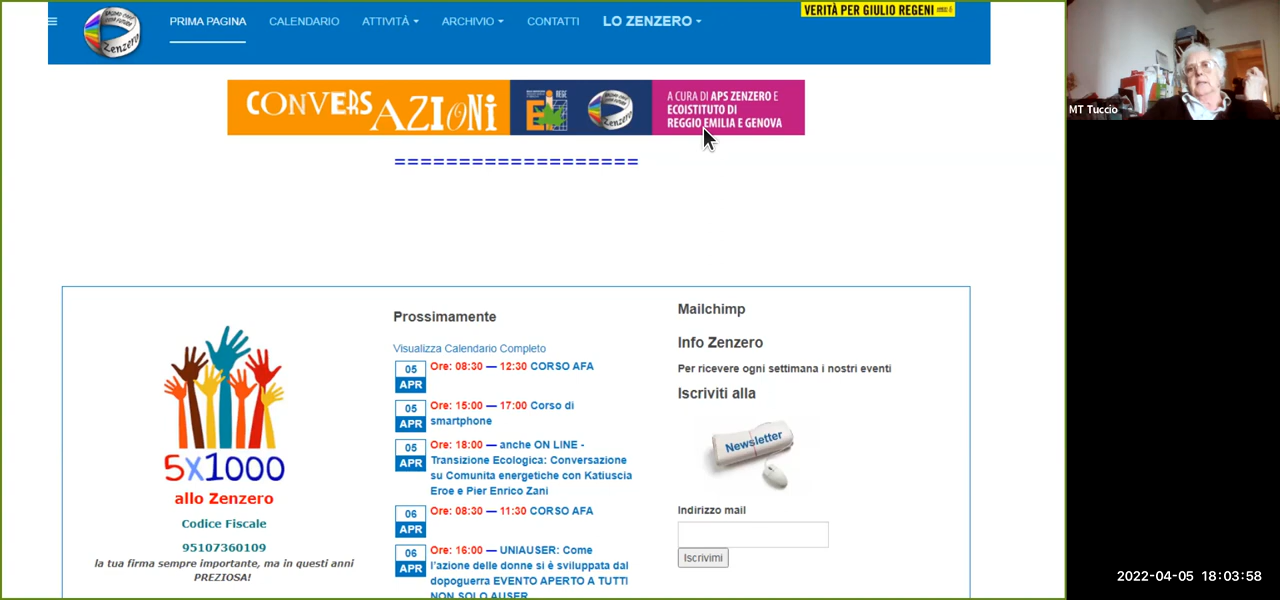 PRIMA PAGINA
CALENDARIO
ATTIVITÀ
ARCHIVIO
CONTATTI
LO ZENZERO
VERITÀ PER GIULIO REGENI
Zenzero
MT Tuccio
CONVERSAZIONI
A CURA DI APS ZENZERO E
ECOISTITUTO DI
REGGIO EMILIA E GENOVA
==================
5x1000
allo Zenzero
Codice Fiscale
95107360109
la tua firma sempre importante, ma in questi anni
PREZIOSA!
Prossimamente
Visualizza Calendario Completo
05 APR
Ore: 08:30 — 12:30 CORSO AFA
05 APR
Ore: 15:00 — 17:00 Corso di
smartphone
05 APR
Ore: 18:00 — anche ON LINE -
Transizione Ecologica: Conversazione
su Comunita energetiche con Katiuscia
Eroe e Pier Enrico Zani
06 APR
Ore: 08:30 — 11:30 CORSO AFA
06 APR
Ore: 16:00 — UNIAUSER: Come
l'azione delle donne si è sviluppata dal
dopoguerra EVENTO APERTO A TUTTI
NON SOLO AUSER
Mailchimp
Info Zenzero
Per ricevere ogni settimana i nostri eventi
Iscriviti alla
Newsletter
Indirizzo mail
Iscrivimi
2022-04-05 18:03:58